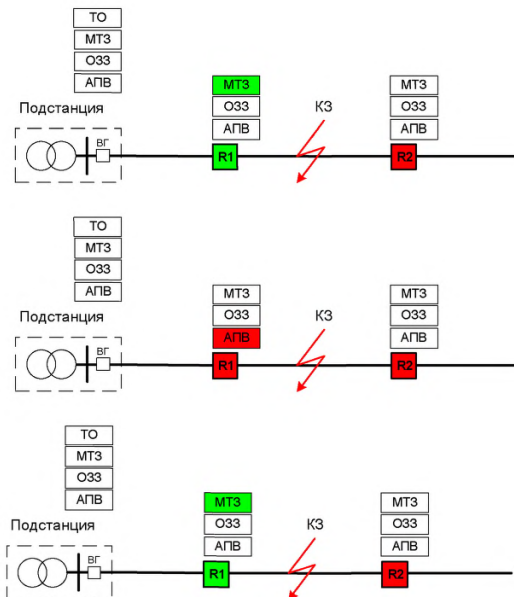 ТО
МТЗ
ОЗЗ
АПВ
Подстанция
ВГ
МТЗ
ОЗЗ
АПВ
R1
КЗ
МТЗ
ОЗЗ
АПВ
R2
ТО
МТЗ
ОЗЗ
АПВ
Подстанция
ВГ
МТЗ
ОЗЗ
АПВ
R1
КЗ
МТЗ
ОЗЗ
АПВ
R2
ТО
МТЗ
ОЗЗ
АПВ
Подстанция
ВГ
МТЗ
ОЗЗ
АПВ
R1
КЗ
МТЗ
ОЗЗ
АПВ
R2